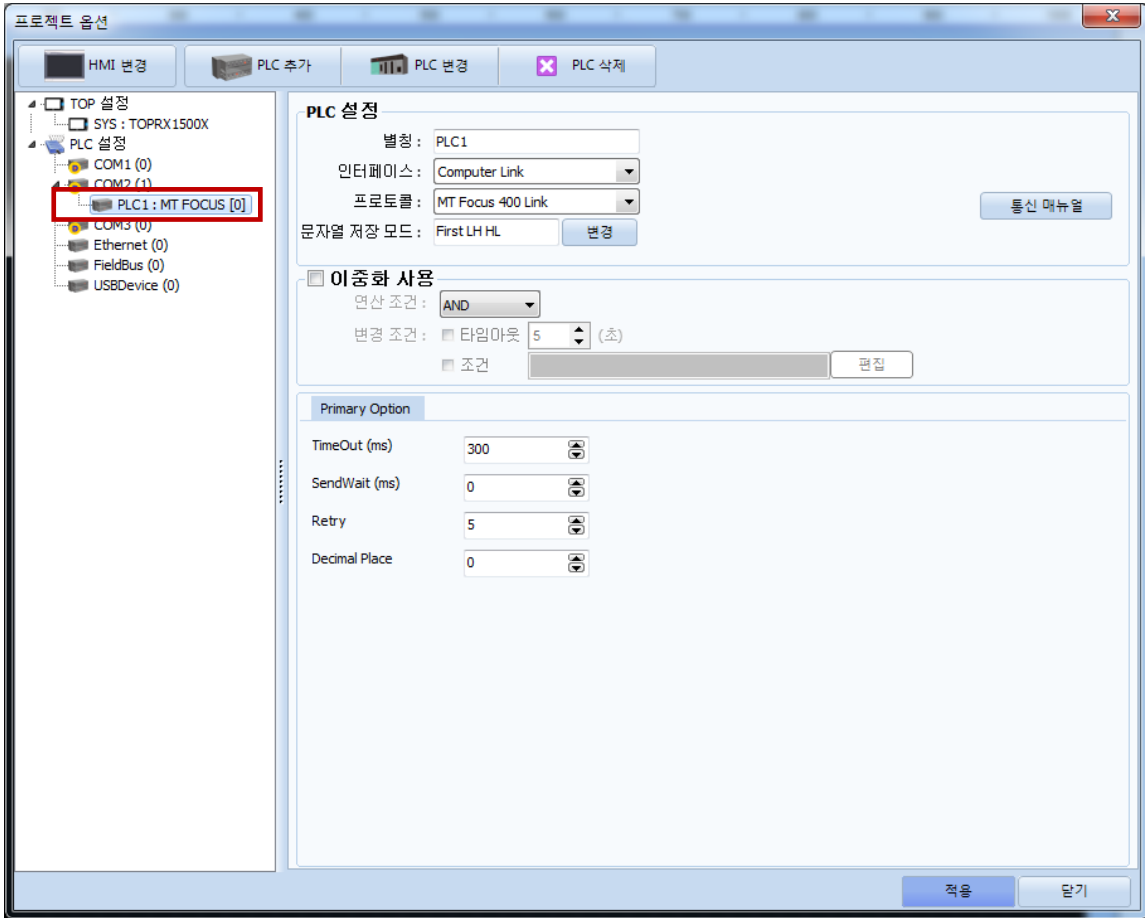 프로젝트 옵션
HMI 변경
PLC 추가
PLC 변경
PLC 삭제
TOP 설정
SYS : TOPRX1500X
PLC 설정
COM1 (0)
COM2 (1)
PLC1 : MT FOCUS [0]
COM3 (0)
Ethernet (0)
FieldBus (0)
USBDevice (0)
PLC 설정
별칭 : PLC1
인터페이스 : Computer Link
프로토콜 : MT Focus 400 Link
통신 매뉴얼
문자열 저장 모드 : First LH HL 변경
이중화 사용
연산 조건 : AND
변경 조건 : 타임아웃 5 (초)
조건 편집
Primary Option
TimeOut (ms) 300
SendWait (ms) 0
Retry 5
Decimal Place 0
적용
닫기